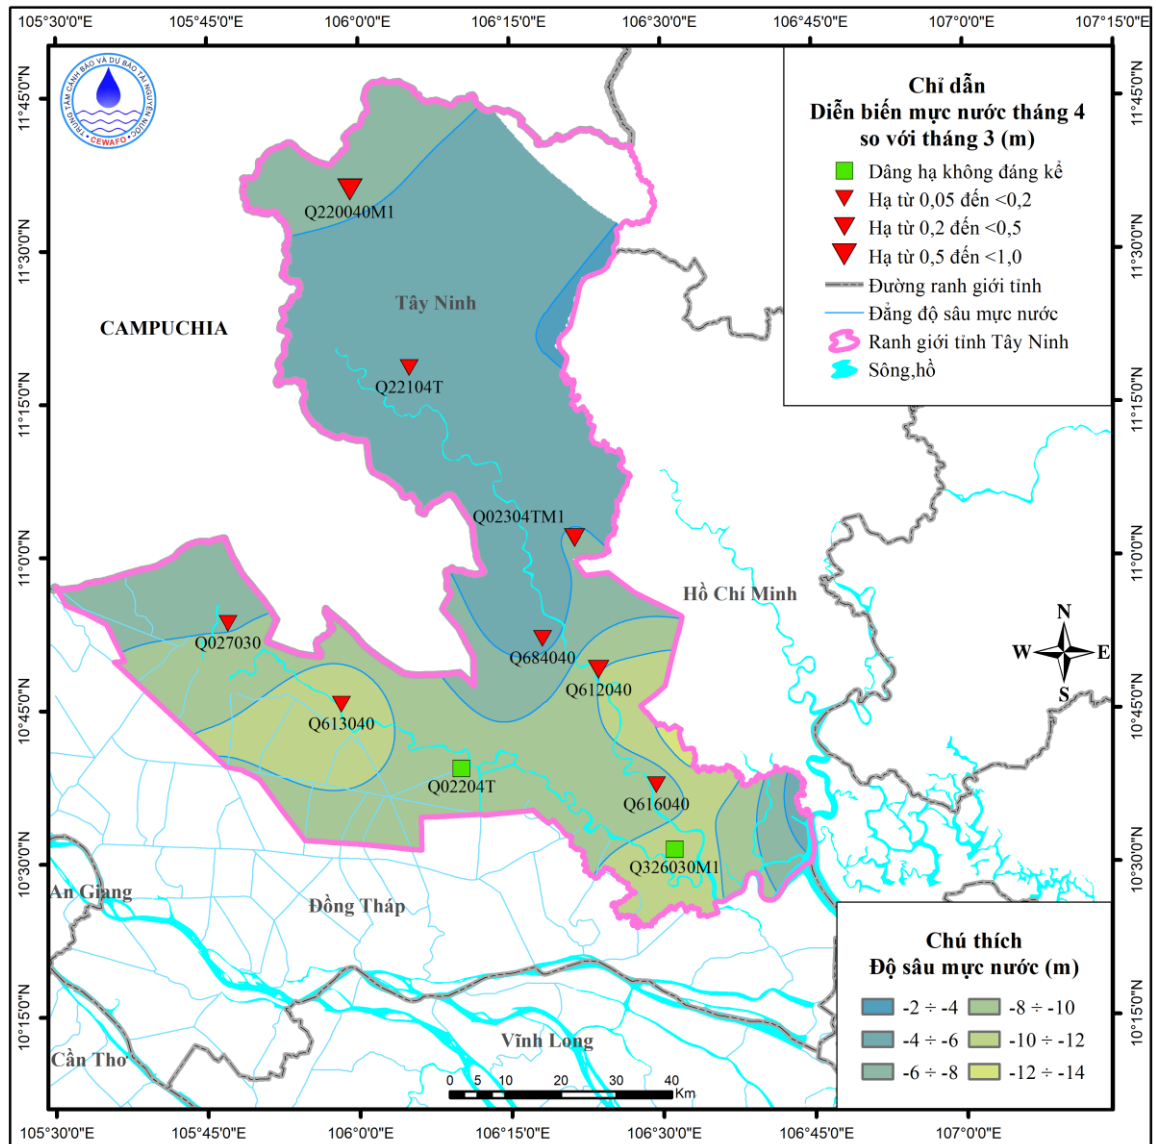 105°30'0"E 105°45'0"E 106°0'0"E 106°15'0"E 106°30'0"E 106°45'0"E 107°0'0"E 107°15'0"E
11°45'0"N
11°30'0"N
11°15'0"N
11°0'0"N
10°45'0"N
10°30'0"N
10°15'0"N
TRUNG TÂM CẢNH BÁO VÀ DỰ BÁO TÀI NGUYÊN NƯỚC
CEWAFO
Chỉ dẫn
Diễn biến mực nước tháng 4
so với tháng 3 (m)
Dâng hạ không đáng kể
Hạ từ 0,05 đến <0,2
Hạ từ 0,2 đến <0,5
Hạ từ 0,5 đến <1,0
Đường ranh giới tỉnh
Đẳng độ sâu mực nước
Ranh giới tỉnh Tây Ninh
Sông,hồ
Q220040M1
Tây Ninh
CAMPUCHIA
Q22104T
Q02304TM1
Hồ Chí Minh
Q027030
Q684040
Q612040
Q613040
Q02204T
Q616040
Q326030M1
N
W E
S
An Giang
Đồng Tháp
Vĩnh Long
Cần Thơ
0 5 10 20 30 40
Km
Chú thích
Độ sâu mực nước (m)
-2 ÷ -4 -8 ÷ -10
-4 ÷ -6 -10 ÷ -12
-6 ÷ -8 -12 ÷ -14
11°45'0"N
11°30'0"N
11°15'0"N
11°0'0"N
10°45'0"N
10°30'0"N
10°15'0"N
105°30'0"E 105°45'0"E 106°0'0"E 106°15'0"E 106°30'0"E 106°45'0"E 107°0'0"E